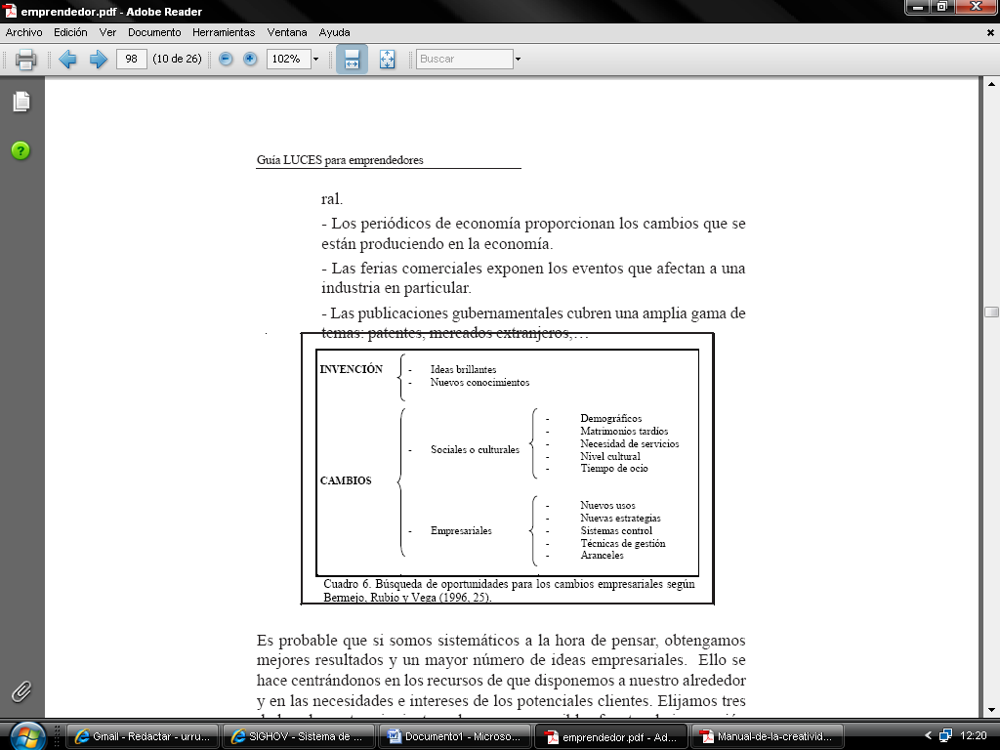 emprendedor.pdf - Adobe Reader
Archivo Edición Ver Documento Herramientas Ventana Ayuda
98 (10 de 26) 102% Buscar
Guía LUCES para emprendedores
ral.
- Los periódicos de economía proporcionan los cambios que se
están produciendo en la economía.
- Las ferias comerciales exponen los eventos que afectan a una
industria en particular.
- Las publicaciones gubernamentales cubren una amplia gama de
temas: patentes, mercados extranjeros,…
INVENCIÓN
- Ideas brillantes
- Nuevos conocimientos
CAMBIOS
- Sociales o culturales
- Demográficos
- Matrimonios tardíos
- Necesidad de servicios
- Nivel cultural
- Tiempo de ocio
- Empresariales
- Nuevos usos
- Nuevas estrategias
- Sistemas control
- Técnicas de gestión
- Aranceles
Cuadro 6. Búsqueda de oportunidades para los cambios empresariales según
Bermejo, Rubio y Vega (1996, 25).
Es probable que si somos sistemáticos a la hora de pensar, obtengamos
mejores resultados y un mayor número de ideas empresariales. Ello se
hace centrándonos en los recursos de que disponemos a nuestro alrededor
y en las necesidades e intereses de los potenciales clientes. Elijamos tres
Gmail - Redactar - urru... SIGHOV - Sistema de ... Documento1 - Microso... emprendedor.pdf - Ad... Manual-de-la-creativid... 12:20